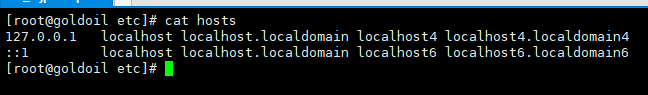 [root@goldoil etc]# cat hosts
127.0.0.1   localhost localhost.localdomain localhost4 localhost4.localdomain4
::1         localhost localhost.localdomain localhost6 localhost6.localdomain6
[root@goldoil etc]#